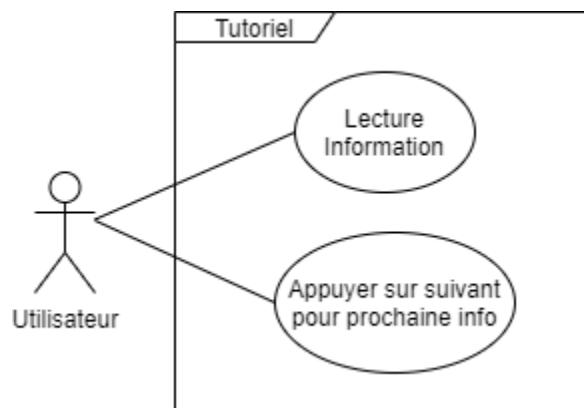 Tutoriel
Lecture
Information
Appuyer sur suivant
pour prochaine info
Utilisateur